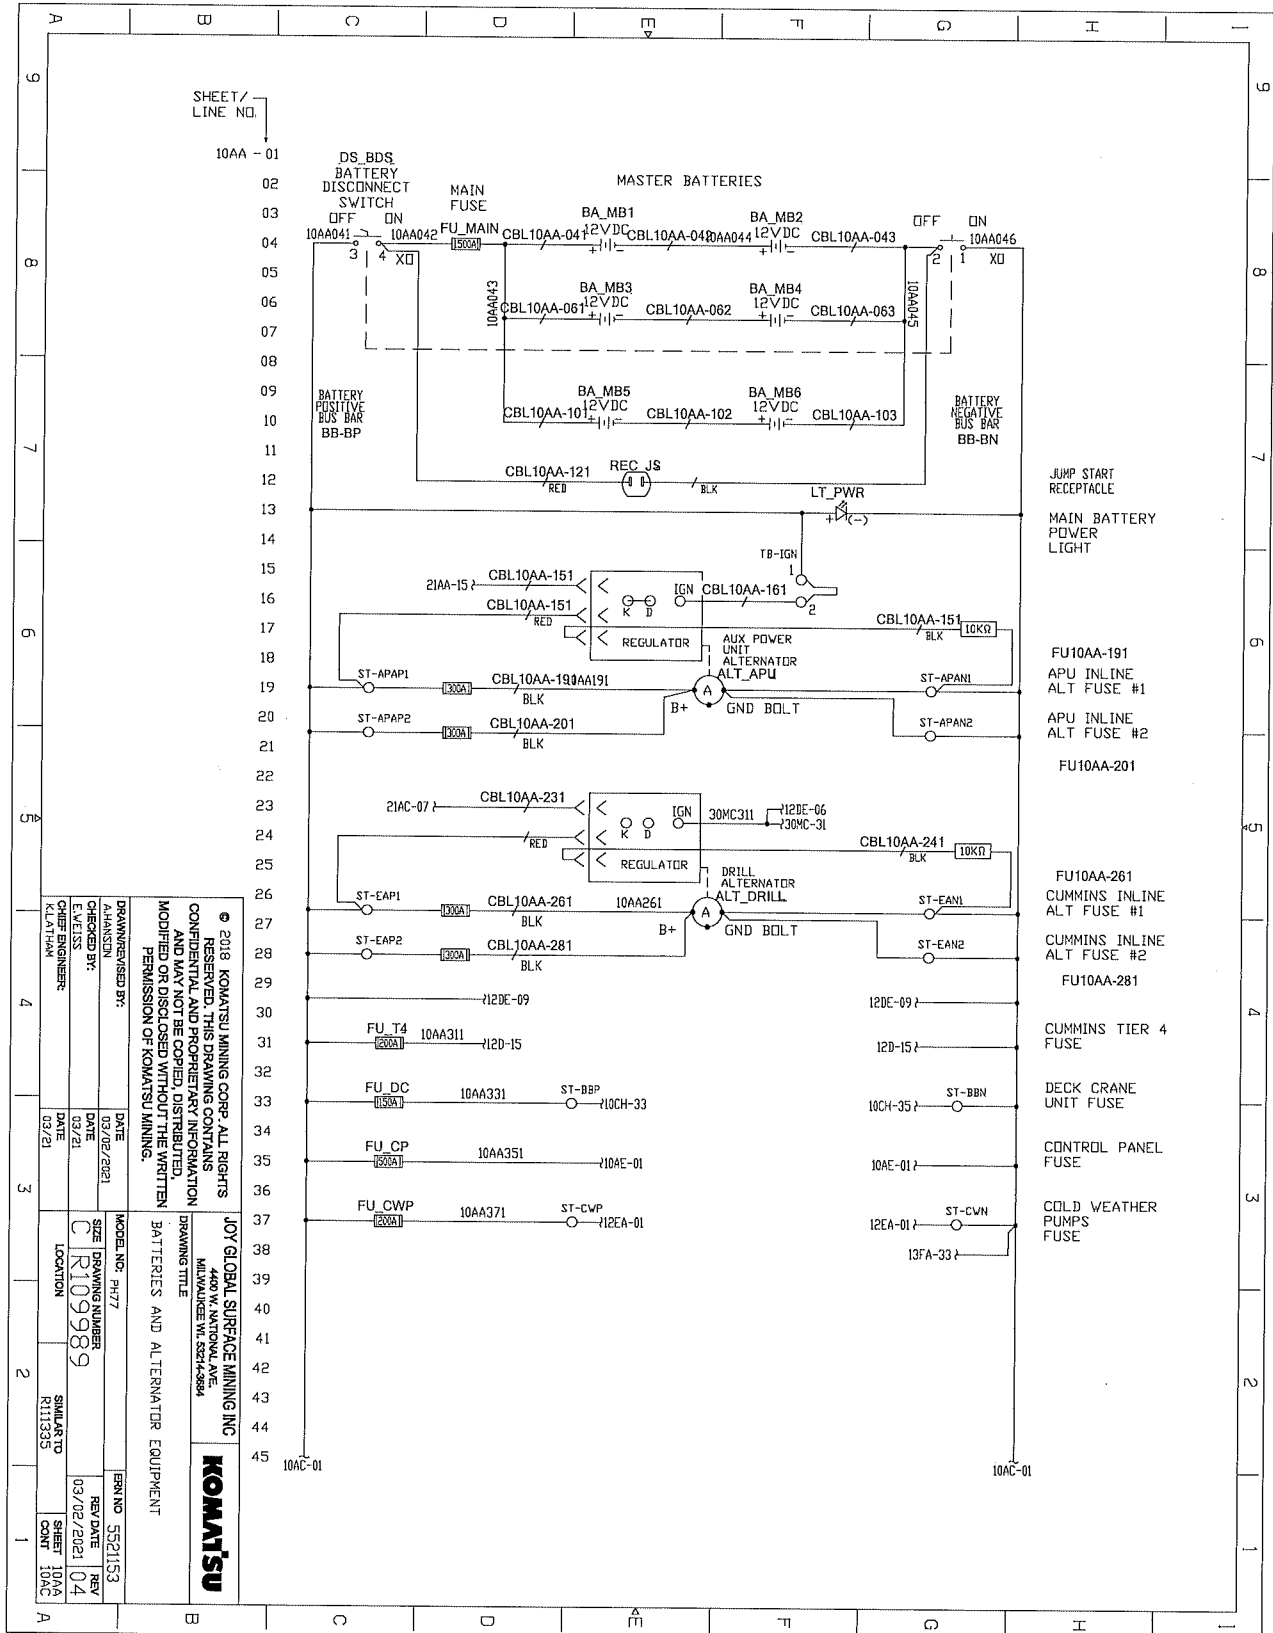 A B C D E F G H I
9
SHEET/
LINE NO.
10AA - 01
DS_BDS
BATTERY
DISCONNECT
SWITCH
OFF ON
02
MAIN
FUSE
MASTER BATTERIES
03
FU_MAIN
BA_MB1
12VDC
BA_MB2
12VDC
OFF ON
04
10AA041
3 4
10AA042
XO
1500A
CBL10AA-041
+ -
CBL10AA-042
10AA044
+ -
CBL10AA-043
2 1
10AA046
XO
8
05
10AA043
10AA045
06
BA_MB3
12VDC
BA_MB4
12VDC
CBL10AA-061
+ -
CBL10AA-062
+ -
CBL10AA-063
07
08
09
BATTERY
POSITIVE
BUS BAR
BB-BP
BA_MB5
12VDC
BA_MB6
12VDC
BATTERY
NEGATIVE
BUS BAR
BB-BN
10
CBL10AA-101
+ -
CBL10AA-102
+ -
CBL10AA-103
7
11
12
CBL10AA-121
RED
REC_JS
BLK
JUMP START
RECEPTACLE
13
LT_PWR
+ (-)
MAIN BATTERY
POWER
LIGHT
14
TB-IGN
15
1
21AA-15
CBL10AA-151
16
K D
IGN
CBL10AA-161
2
CBL10AA-151
RED
17
REGULATOR
CBL10AA-151
BLK
10KΩ
6
18
AUX POWER
UNIT
ALTERNATOR
ALT_APU
FU10AA-191
19
ST-APAP1
300A
CBL10AA-191
10AA191
BLK
A
ST-APAN1
APU INLINE
ALT FUSE #1
B+
GND BOLT
20
ST-APAP2
300A
CBL10AA-201
BLK
ST-APAN2
APU INLINE
ALT FUSE #2
21
22
FU10AA-201
23
21AC-07
CBL10AA-231
IGN
30MC311
12DE-06
30MC-31
5
24
RED
K D
CBL10AA-241
BLK
10KΩ
25
REGULATOR
DRILL
ALTERNATOR
ALT_DRILL
26
FU10AA-261
ST-EAP1
300A
CBL10AA-261
BLK
10AA261
A
ST-EAN1
CUMMINS INLINE
ALT FUSE #1
27
B+
GND BOLT
28
ST-EAP2
300A
CBL10AA-281
BLK
ST-EAN2
CUMMINS INLINE
ALT FUSE #2
29
FU10AA-281
4
30
12DE-09
12DE-09
31
FU_T4
200A
10AA311
12D-15
12D-15
CUMMINS TIER 4
FUSE
32
33
FU_DC
150A
10AA331
ST-BBP
10CH-33
10CH-35
ST-BBN
DECK CRANE
UNIT FUSE
34
35
FU_CP
500A
10AA351
10AE-01
10AE-01
CONTROL PANEL
FUSE
3
36
37
FU_CWP
200A
10AA371
ST-CWP
12EA-01
12EA-01
ST-CWN
COLD WEATHER
PUMPS
FUSE
38
13FA-33
39
40
41
42
2
43
44
45
10AC-01
10AC-01
1
© 2018 KOMATSU MINING CORP. ALL RIGHTS
RESERVED. THIS DRAWING CONTAINS
CONFIDENTIAL AND PROPRIETARY INFORMATION
AND MAY NOT BE COPIED, DISTRIBUTED,
MODIFIED OR DISCLOSED WITHOUT THE WRITTEN
PERMISSION OF KOMATSU MINING.
JOY GLOBAL SURFACE MINING INC
4400 W. NATIONAL AVE.
MILWAUKEE WI. 53214-3684
KOMATSU
DRAWING TITLE
BATTERIES AND ALTERNATOR EQUIPMENT
DRAWN/REVISED BY:
A.HANSON
DATE
03/02/2021
CHECKED BY:
E.WEISS
DATE
03/21
CHIEF ENGINEER:
K.LATHAM
DATE
03/21
MODEL NO: PH77
ERN NO 5521153
SIZE C
DRAWING NUMBER
R109989
REV DATE
03/02/2021
REV
04
LOCATION
SIMILAR TO
R111335
SHEET 10AA
CONT 10AC
A B C D E F G H I